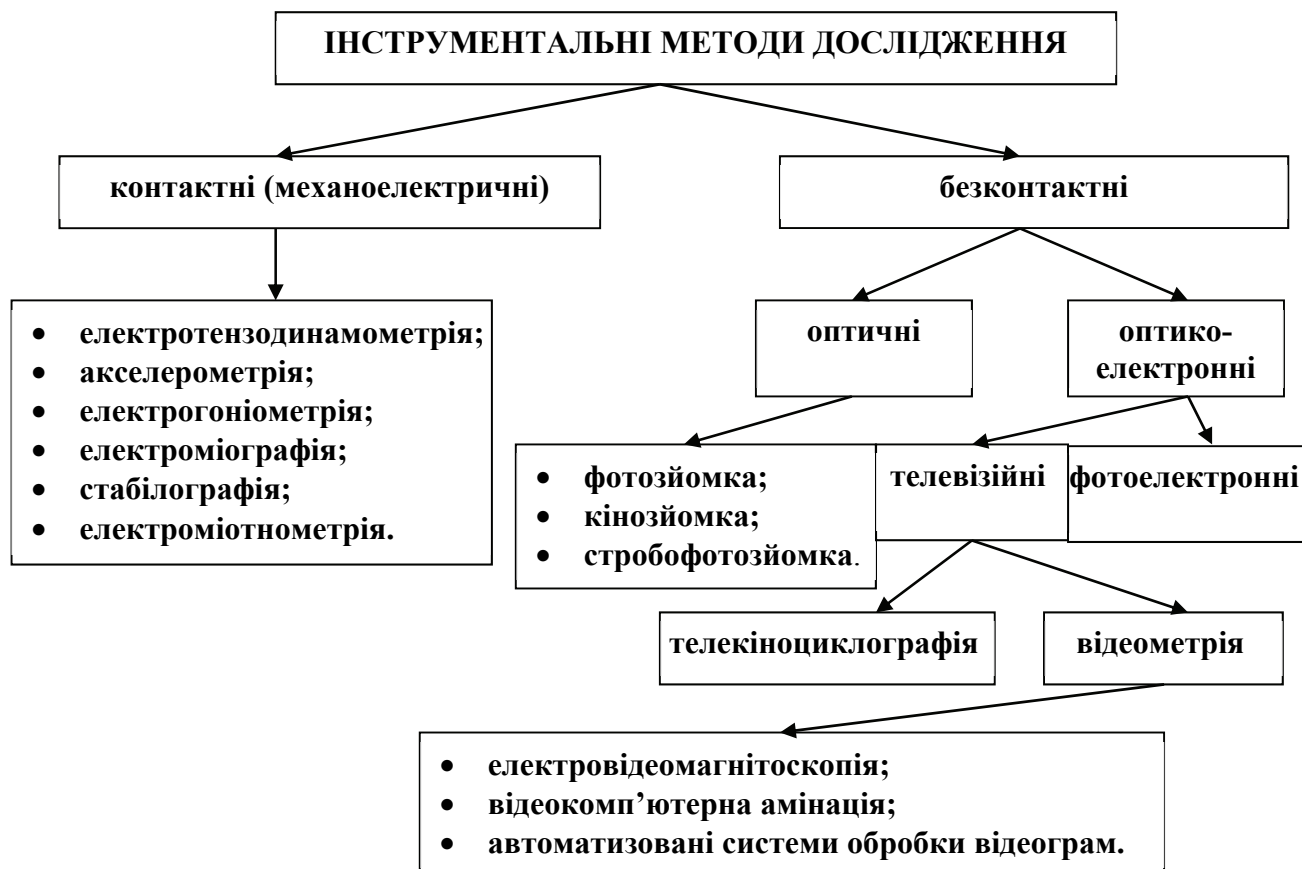 ІНСТРУМЕНТАЛЬНІ МЕТОДИ ДОСЛІДЖЕННЯ
контактні (механоелектричні)
безконтактні
• електротензодинамометрія;
• акселерометрія;
• електрогоніометрія;
• електроміографія;
• стабілографія;
• електроміотнометрія.
оптичні
оптико-
електронні
• фотозйомка;
• кінозйомка;
• стробофотозйомка.
телевізійні
фотоелектронні
телекіноциклографія
відеометрія
• електровідеомагнітоскопія;
• відеокомп’ютерна амінація;
• автоматизовані системи обробки відеограм.